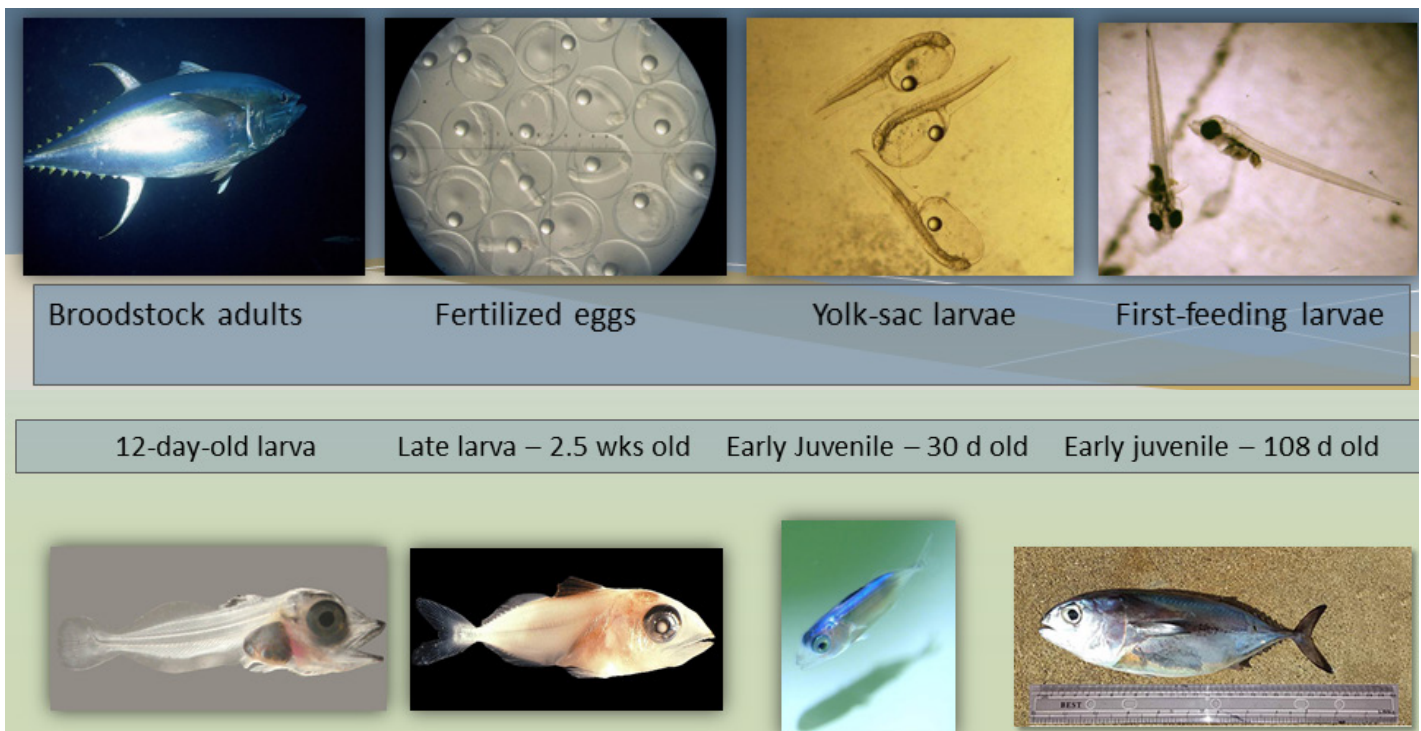 Broodstock adults
Fertilized eggs
Yolk-sac larvae
First-feeding larvae
12-day-old larva
Late larva – 2.5 wks old
Early Juvenile – 30 d old
Early juvenile – 108 d old
BEST